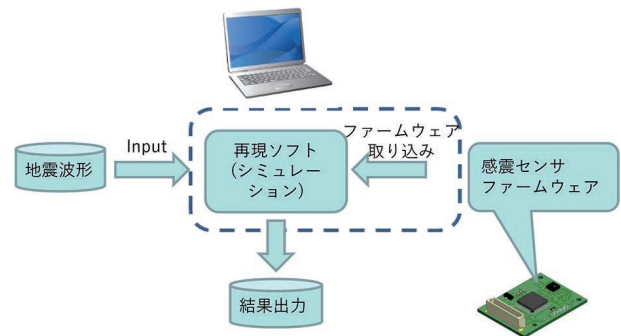 地震波形
Input
再現ソフト
(シミュレー
ション)
ファームウェア
取り込み
感震センサ
ファームウェア
結果出力